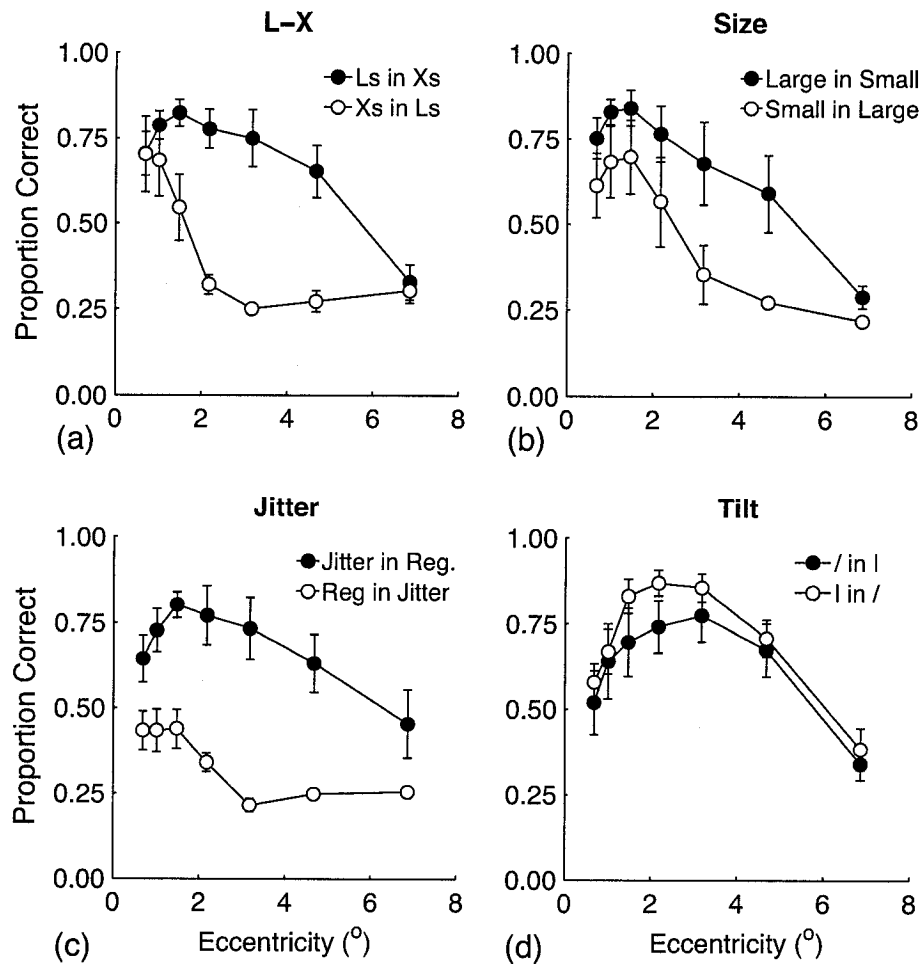 L–X
1.00
0.75
0.50
0.25
0.00
Proportion Correct
Ls in Xs
Xs in Ls
0 2 4 6 8
(a)
Size
1.00
0.75
0.50
0.25
0.00
Large in Small
Small in Large
0 2 4 6 8
(b)
Jitter
1.00
0.75
0.50
0.25
0.00
Proportion Correct
Jitter in Reg.
Reg in Jitter
0 2 4 6 8
Eccentricity (°)
(c)
Tilt
1.00
0.75
0.50
0.25
0.00
/ in I
I in /
0 2 4 6 8
Eccentricity (°)
(d)